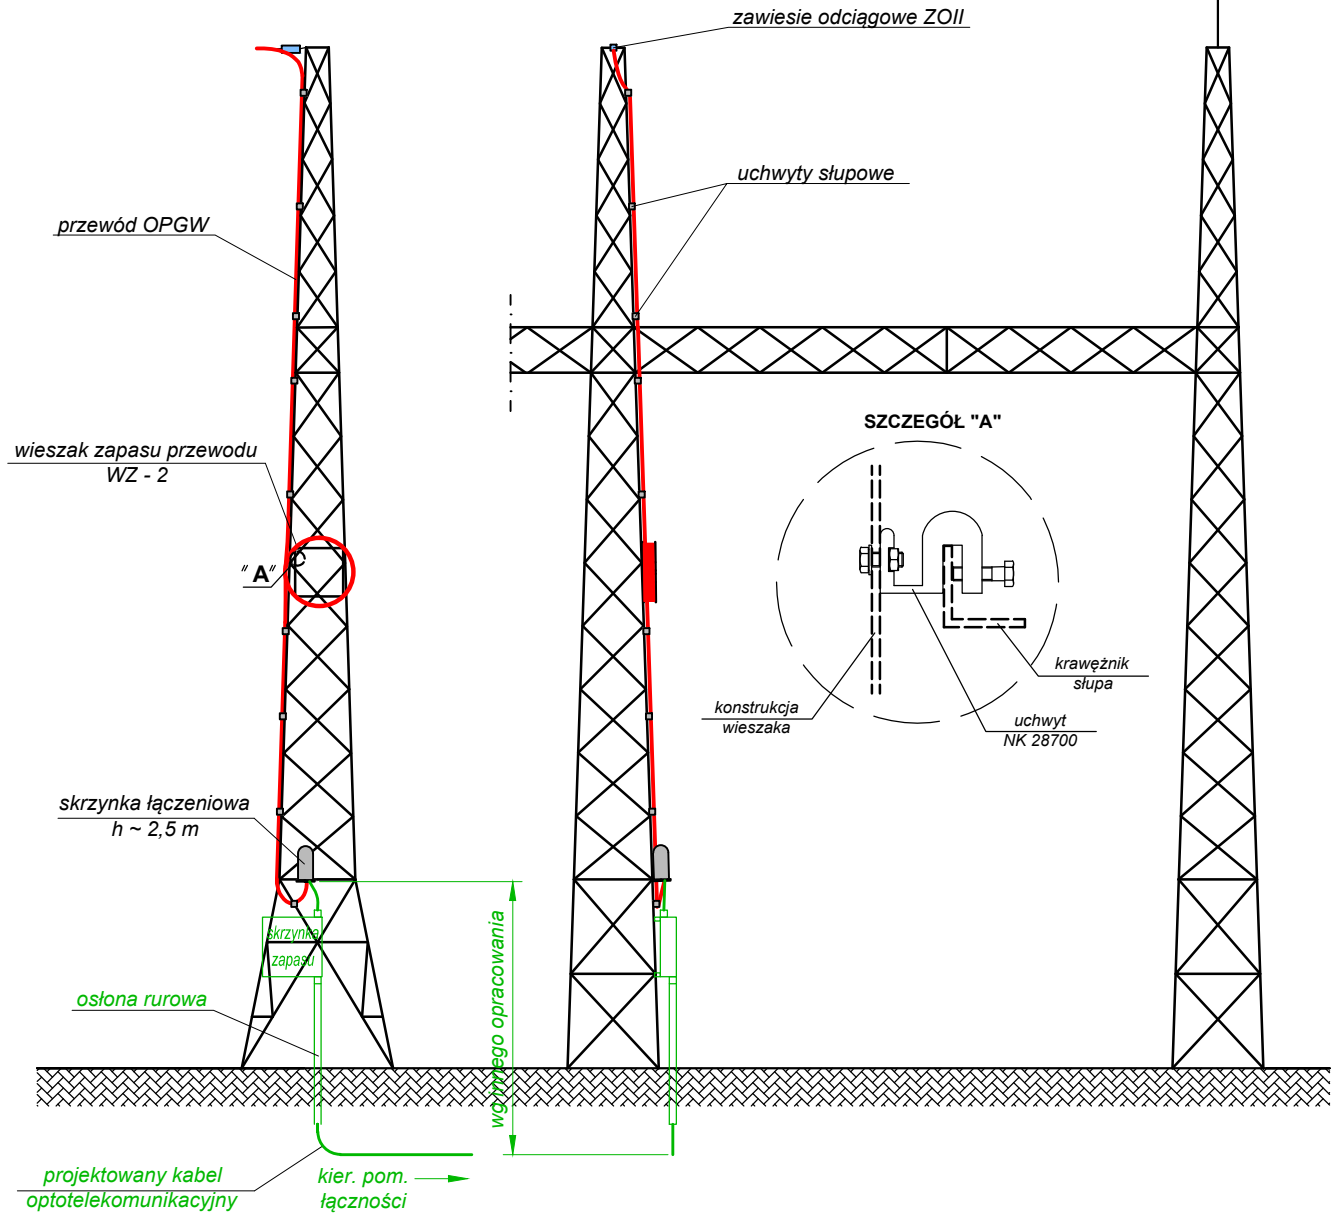 zawiesie odciągowe ZOII
uchwyty słupowe
przewód OPGW
wieszak zapasu przewodu
WZ - 2
"A"
SZCZEGÓŁ "A"
krawężnik
słupa
konstrukcja
wieszaka
uchwyt
NK 28700
skrzynka łączeniowa
h ~ 2,5 m
skrzynka
zapasu
wg innego opracowania
osłona rurowa
projektowany kabel
optotelekomunikacyjny
kier. pom.
łączności